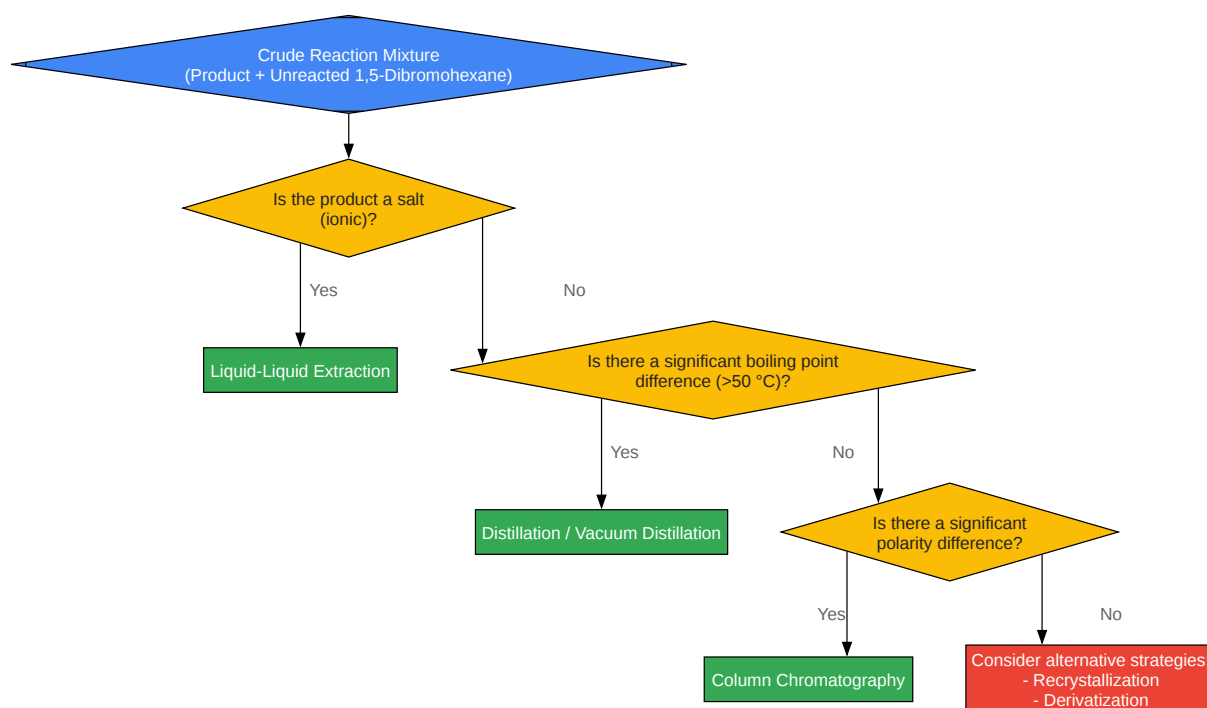 Crude Reaction Mixture
(Product + Unreacted 1,5-Dibromohexane)
Is the product a salt
(ionic)?
Yes
No
Liquid-Liquid Extraction
Is there a significant boiling point
difference (>50 °C)?
Yes
No
Distillation / Vacuum Distillation
Is there a significant
polarity difference?
Yes
No
Column Chromatography
Consider alternative strategies
- Recrystallization
- Derivatization